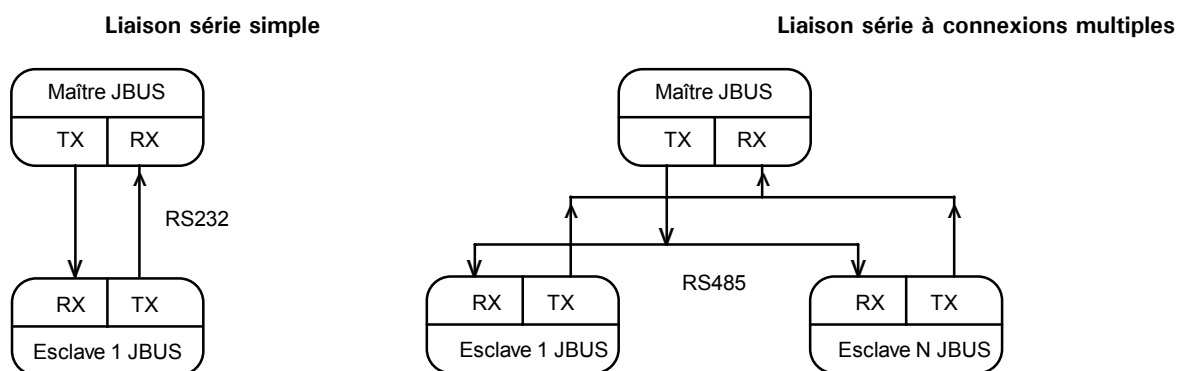 Liaison série simple
Maître JBUS
TX RX
RS232
RX TX
Esclave 1 JBUS
Liaison série à connexions multiples
Maître JBUS
TX RX
RS485
RX TX
Esclave 1 JBUS
RX TX
Esclave N JBUS